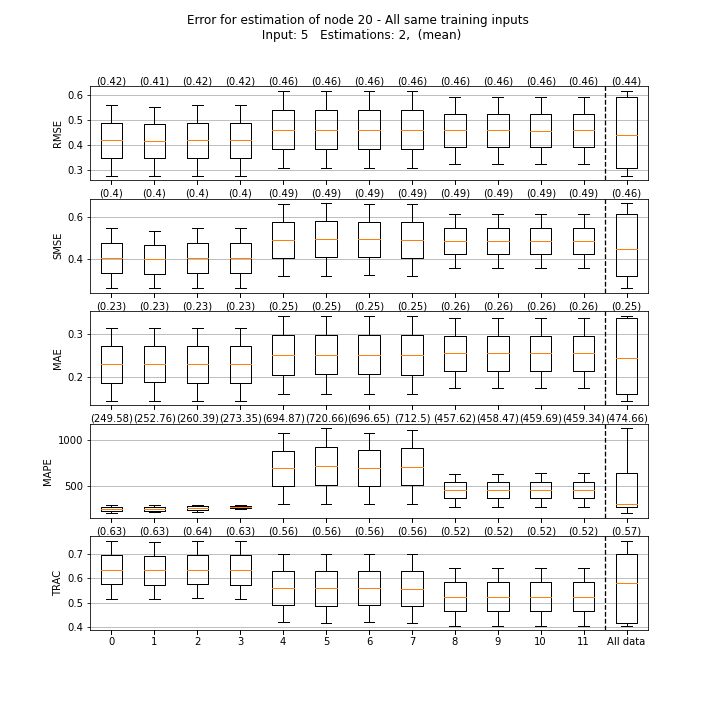 Error for estimation of node 20 - All same training inputs
Input: 5   Estimations: 2,  (mean)
(0.42) (0.41) (0.42) (0.42) (0.46) (0.46) (0.46) (0.46) (0.46) (0.46) (0.46) (0.46) (0.44)
0.6
0.5
0.4
0.3
RMSE
(0.4) (0.4) (0.4) (0.4) (0.49) (0.49) (0.49) (0.49) (0.49) (0.49) (0.49) (0.49) (0.46)
0.6
0.4
SMSE
(0.23) (0.23) (0.23) (0.23) (0.25) (0.25) (0.25) (0.25) (0.26) (0.26) (0.26) (0.26) (0.25)
0.3
0.2
MAE
(249.58) (252.76) (260.39) (273.35) (694.87) (720.66) (696.65) (712.5) (457.62) (458.47) (459.69) (459.34) (474.66)
1000
500
MAPE
(0.63) (0.63) (0.64) (0.63) (0.56) (0.56) (0.56) (0.56) (0.52) (0.52) (0.52) (0.52) (0.57)
0.7
0.6
0.5
0.4
TRAC
0 1 2 3 4 5 6 7 8 9 10 11 All data